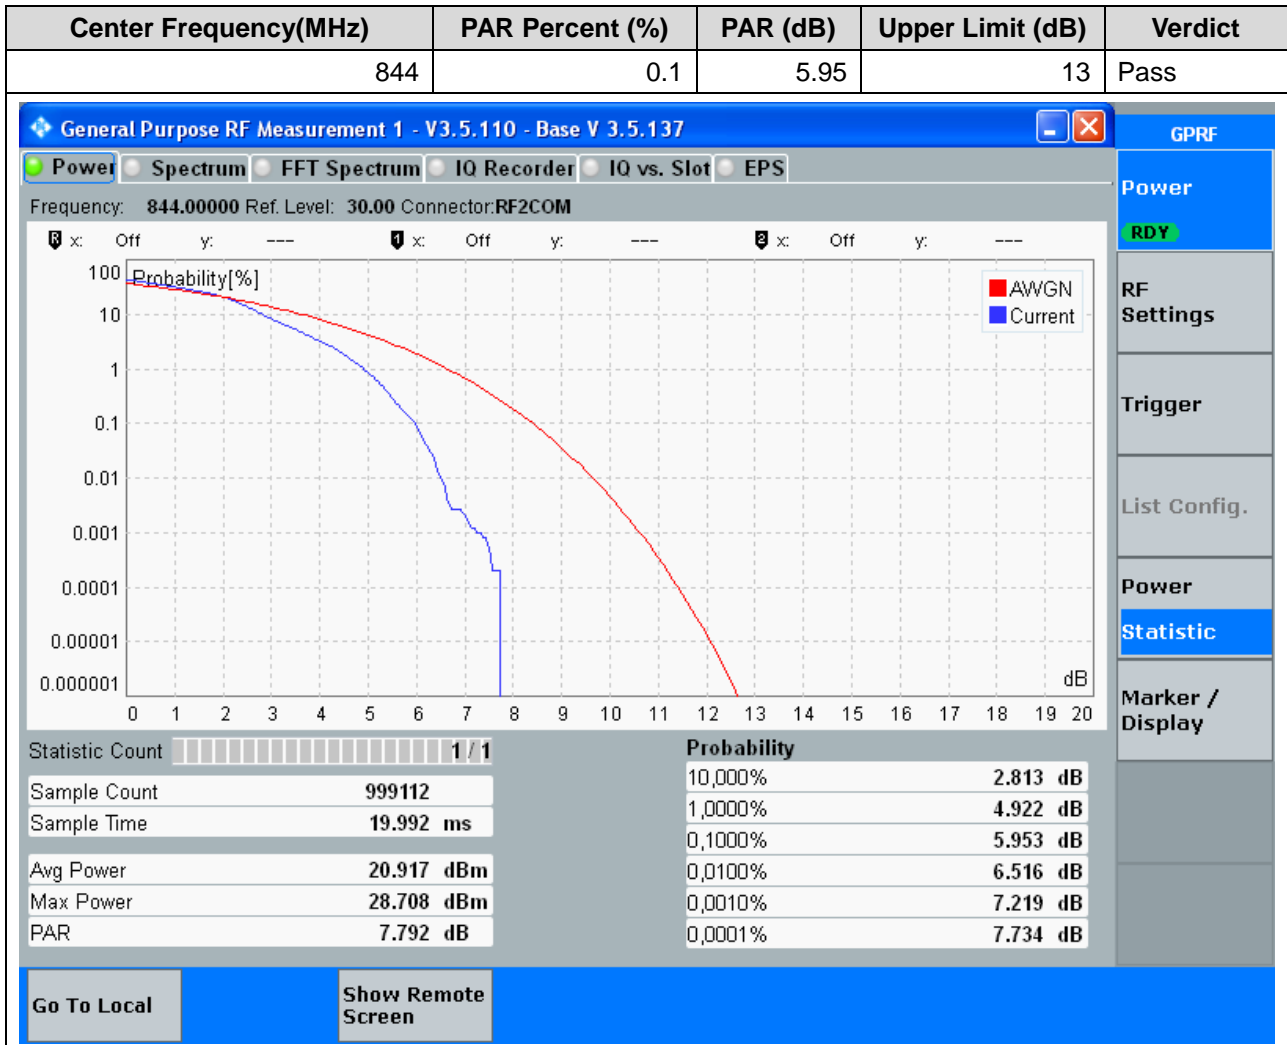 Center Frequency(MHz) PAR Percent (%) PAR (dB) Upper Limit (dB) Verdict
844 0.1 5.95 13 Pass
General Purpose RF Measurement 1 - V3.5.110 - Base V 3.5.137
GPRF
Power Spectrum FFT Spectrum IQ Recorder IQ vs. Slot EPS
Frequency: 844.00000 Ref. Level: 30.00 Connector:RF2COM
R x: Off y: --- 1 x: Off y: --- 2 x: Off y: ---
Probability[%]
AWGN
Current
100
10
1
0.1
0.01
0.001
0.0001
0.00001
0.000001
dB
0 1 2 3 4 5 6 7 8 9 10 11 12 13 14 15 16 17 18 19 20
Statistic Count 1 / 1
Sample Count 999112
Sample Time 19.992 ms
Avg Power 20.917 dBm
Max Power 28.708 dBm
PAR 7.792 dB
Probability
10,000% 2.813 dB
1,0000% 4.922 dB
0,1000% 5.953 dB
0,0100% 6.516 dB
0,0010% 7.219 dB
0,0001% 7.734 dB
Power
RDY
RF
Settings
Trigger
List Config.
Power
Statistic
Marker /
Display
Go To Local
Show Remote
Screen